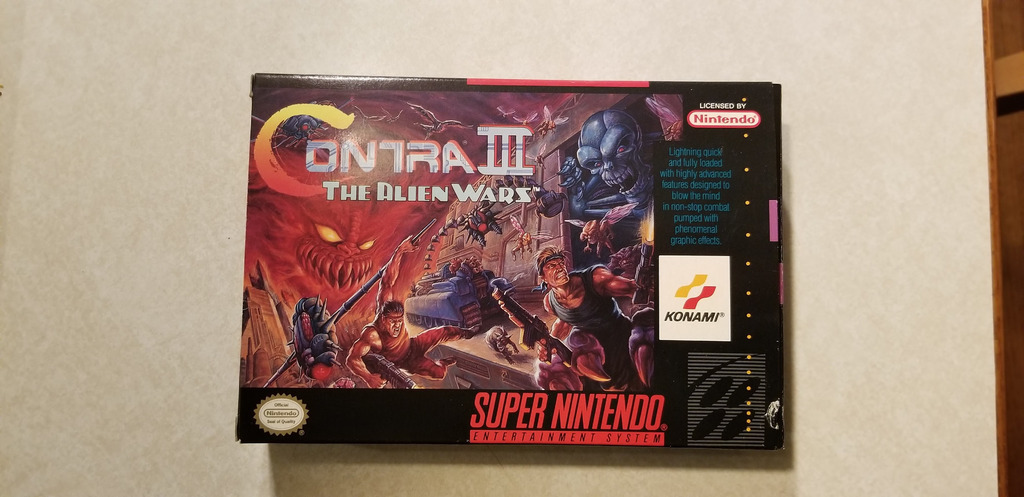 CONTRA III
THE ALIEN WARS™
LICENSED BY
Nintendo®
Lightning quick
and fully loaded
with highly advanced
features designed to
blow the mind
in non-stop combat
pumped with
phenomenal
graphic effects.
KONAMI®
Official
Nintendo
Seal of Quality
SUPER NINTENDO®
ENTERTAINMENT SYSTEM